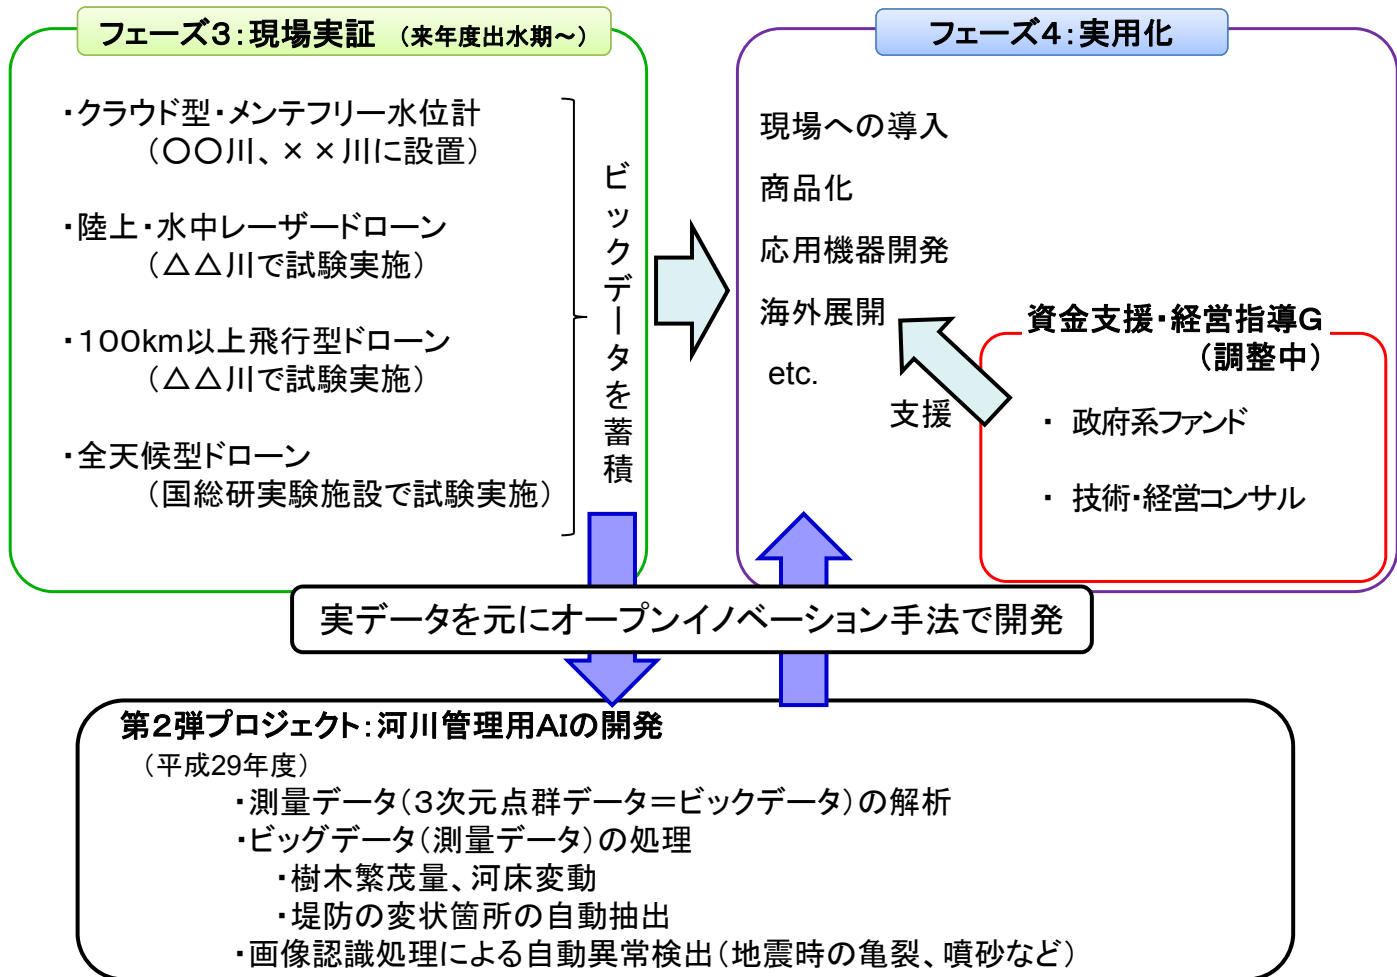 フェーズ３：現場実証 （来年度出水期～）
・クラウド型・メンテフリー水位計
（〇〇川、××川に設置）
・陸上・水中レーザードローン
（△△川で試験実施）
・１００km以上飛行型ドローン
（△△川で試験実施）
・全天候型ドローン
（国総研実験施設で試験実施）
ビックデータを蓄積
フェーズ４：実用化
現場への導入
商品化
応用機器開発
海外展開
etc.
支援
資金支援・経営指導Ｇ
（調整中）
・ 政府系ファンド
・ 技術・経営コンサル
実データを元にオープンイノベーション手法で開発
第２弾プロジェクト：河川管理用AIの開発
（平成29年度）
・測量データ（３次元点群データ＝ビックデータ）の解析
・ビッグデータ（測量データ）の処理
・樹木繁茂量、河床変動
・堤防の変状箇所の自動抽出
・画像認識処理による自動異常検出（地震時の亀裂、噴砂など）